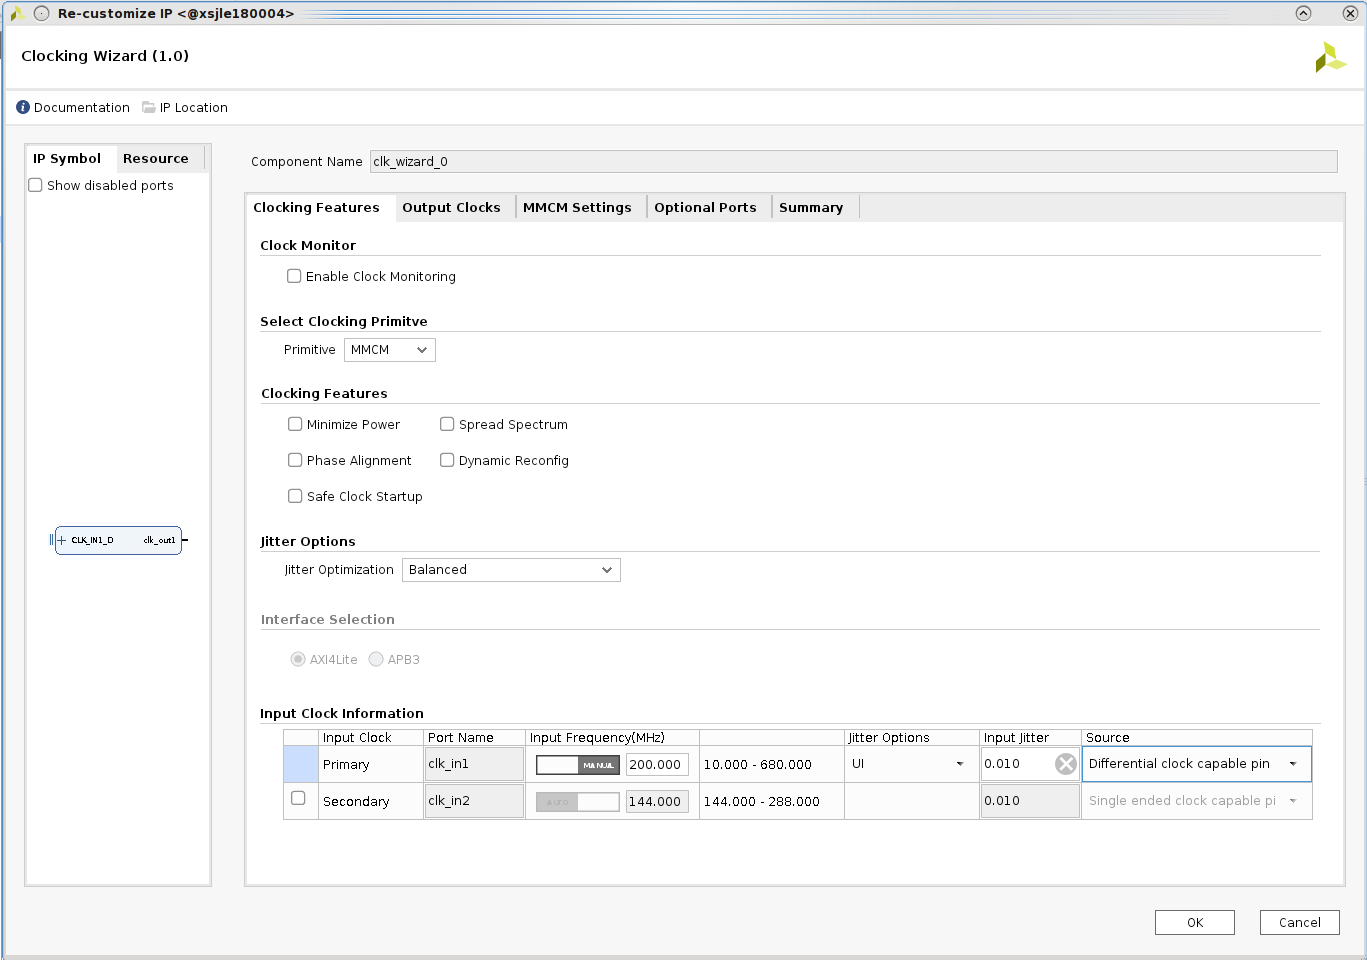 Re-customize IP <@xsjle180004>
Clocking Wizard (1.0)
Documentation IP Location
IP Symbol Resource
Show disabled ports
CLK_IN1_D clk_out1
Component Name clk_wizard_0
Clocking Features Output Clocks MMCM Settings Optional Ports Summary
Clock Monitor
Enable Clock Monitoring
Select Clocking Primitve
Primitive MMCM
Clocking Features
Minimize Power Spread Spectrum
Phase Alignment Dynamic Reconfig
Safe Clock Startup
Jitter Options
Jitter Optimization Balanced
Interface Selection
AXI4Lite APB3
Input Clock Information
Input Clock Port Name Input Frequency(MHz) Jitter Options Input Jitter Source
Primary clk_in1 MANUAL 200.000 10.000 - 680.000 UI 0.010 Differential clock capable pin
Secondary clk_in2 AUTO 144.000 144.000 - 288.000 0.010 Single ended clock capable pi
OK Cancel